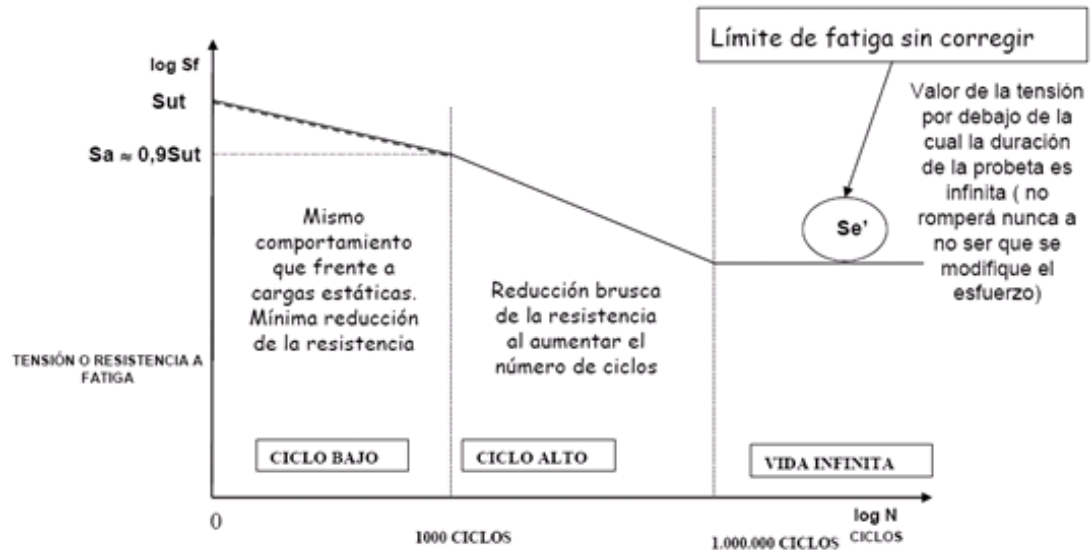 Límite de fatiga sin corregir
log Sf
Sut
Sa ≈ 0,9Sut
Valor de la tensión
por debajo de la
cual la duración
de la probeta es
infinita ( no
romperá nunca a
no ser que se
modifique el
esfuerzo)
Se'
Mismo
comportamiento
que frente a
cargas estáticas.
Mínima reducción
de la resistencia
Reducción brusca
de la resistencia
al aumentar el
número de ciclos
TENSIÓN O RESISTENCIA A
FATIGA
CICLO BAJO
CICLO ALTO
VIDA INFINITA
0
1000 CICLOS
1.000.000 CICLOS
log N
CICLOS